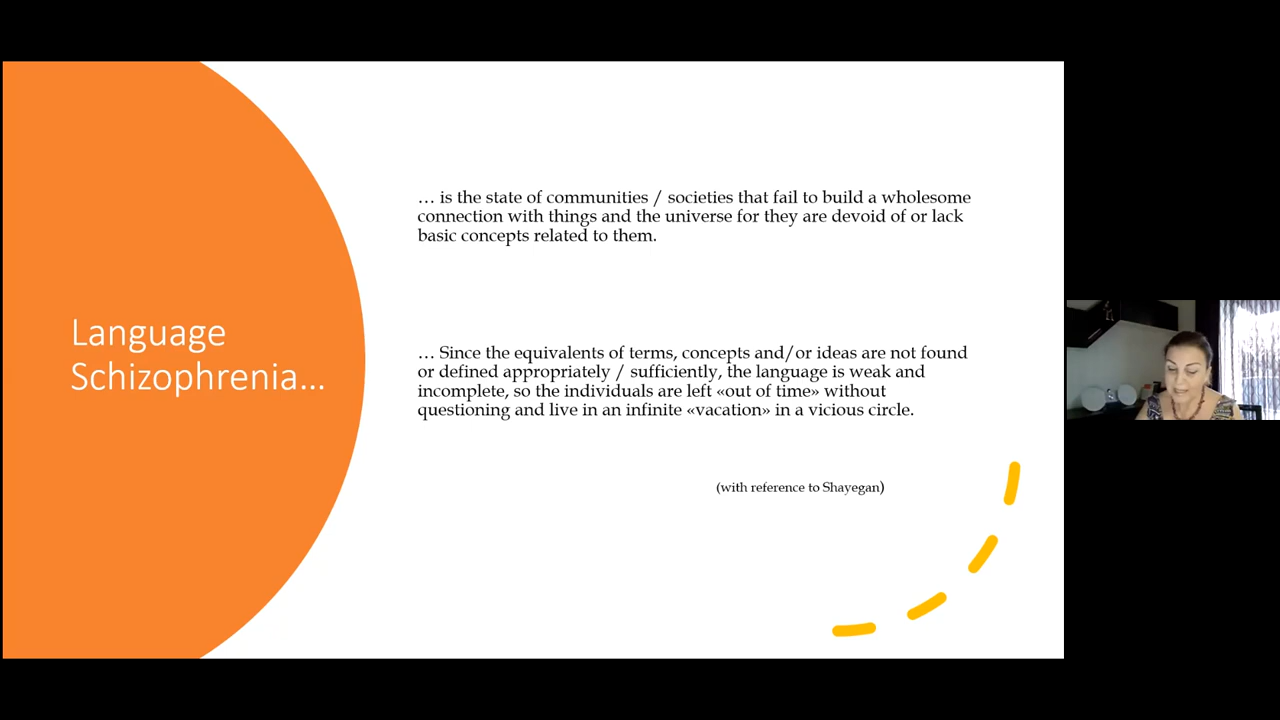 Language
Schizophrenia...
… is the state of communities / societies that fail to build a wholesome
connection with things and the universe for they are devoid of or lack
basic concepts related to them.
… Since the equivalents of terms, concepts and/or ideas are not found
or defined appropriately / sufficiently, the language is weak and
incomplete, so the individuals are left «out of time» without
questioning and live in an infinite «vacation» in a vicious circle.
(with reference to Shayegan)